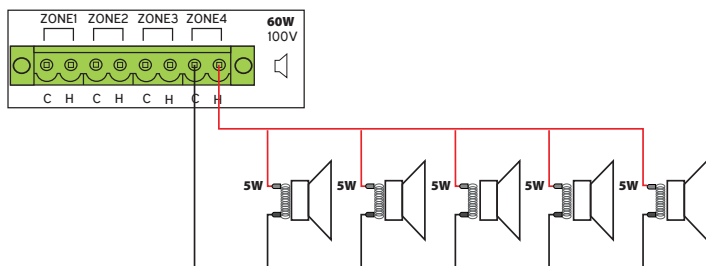 ZONE1 ZONE2 ZONE3 ZONE4 60W
100V
C H C H C H C H
5W 5W 5W 5W 5W